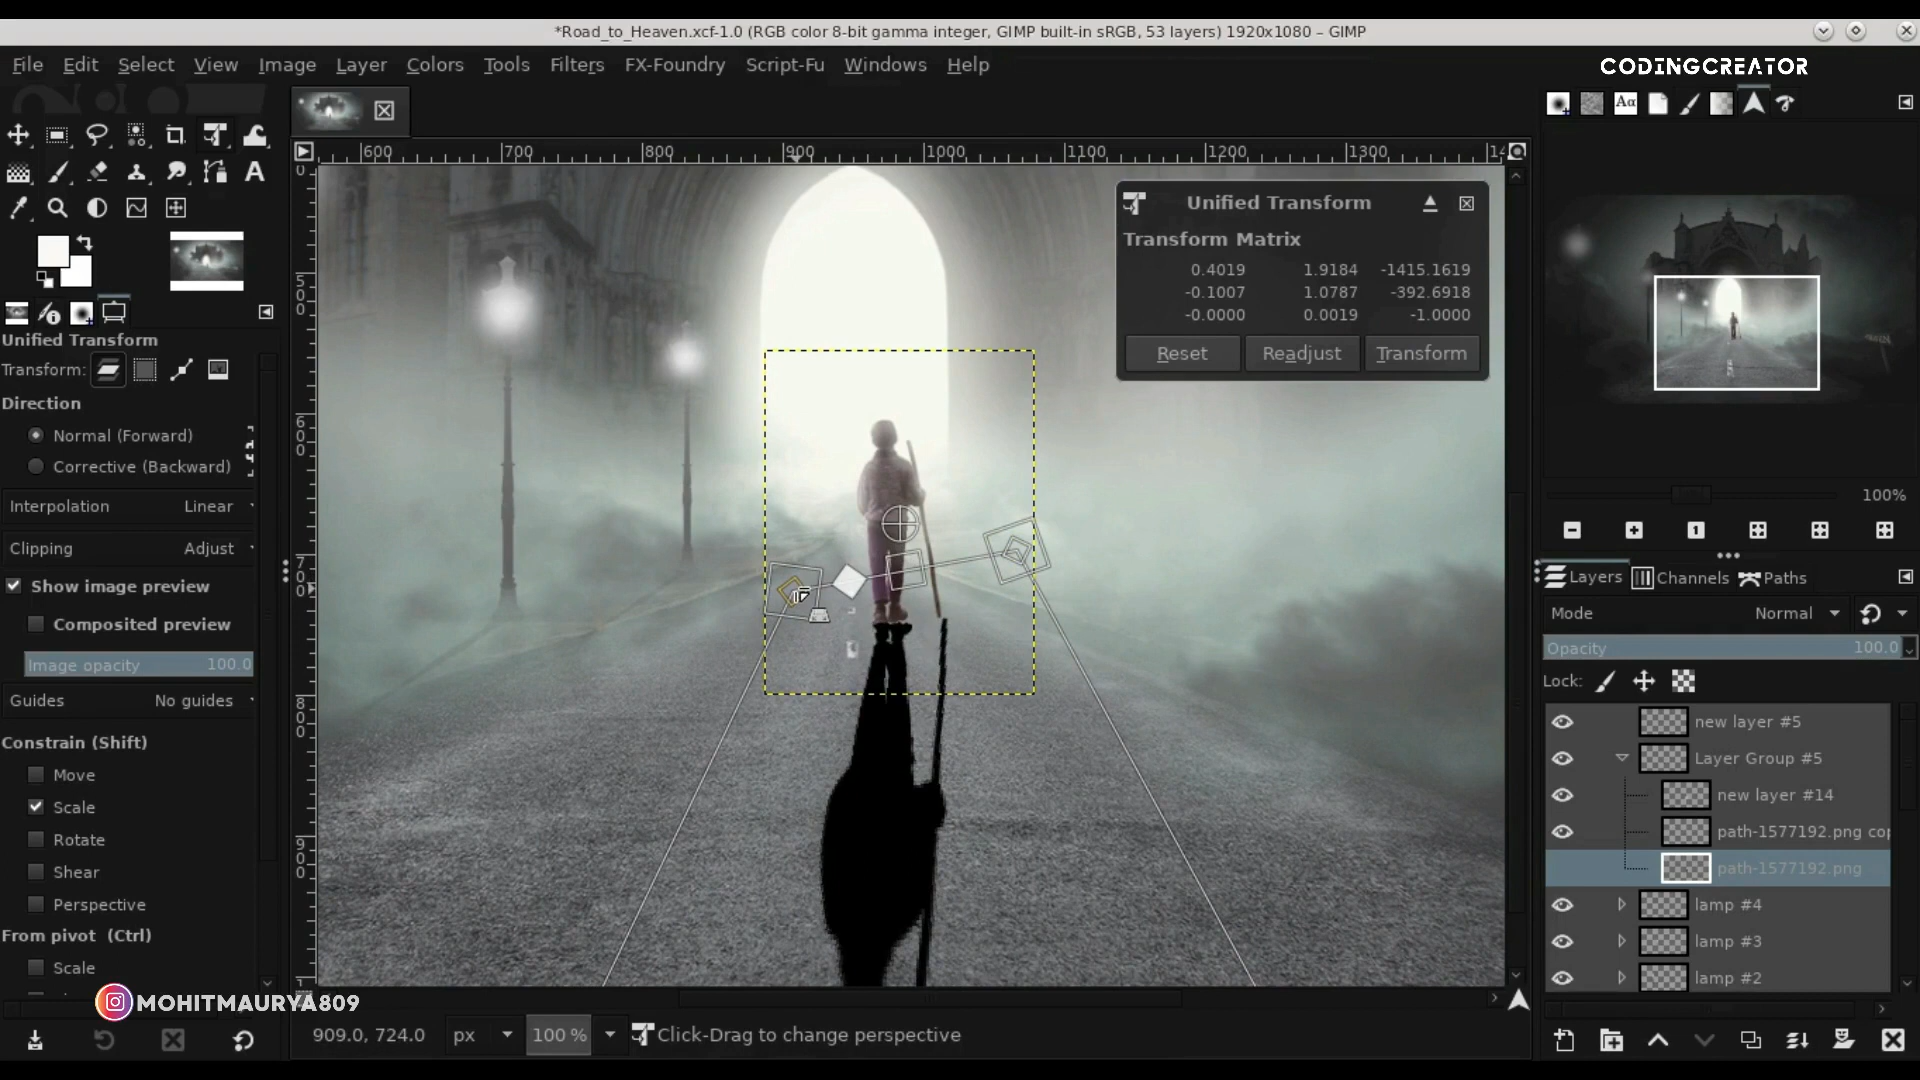 *Road_to_Heaven.xcf-1.0 (RGB color 8-bit gamma integer, GIMP built-in sRGB, 53 layers) 1920x1080 – GIMP
File Edit Select View Image Layer Colors Tools Filters FX-Foundry Script-Fu Windows Help
CODINGCREATOR
600 700 800 900 1000 1100 1200 1300
Unified Transform
Transform Matrix
0.4019 1.9184 -1415.1619
-0.1007 1.0787 -392.6918
-0.0000 0.0019 -1.0000
Reset Readjust Transform
Unified Transform
Transform:
Direction
Normal (Forward)
Corrective (Backward)
Interpolation Linear
Clipping Adjust
Show image preview
Composited preview
Image opacity 100.0
Guides No guides
Constrain (Shift)
Move
Scale
Rotate
Shear
Perspective
From pivot (Ctrl)
Scale
MOHITMAURYA809
500
600
700
800
900
909.0, 724.0 px 100 % Click-Drag to change perspective
100%
Layers Channels Paths
Mode Normal
Opacity 100.0
Lock:
new layer #5
Layer Group #5
new layer #14
path-1577192.png cop
path-1577192.png
lamp #4
lamp #3
lamp #2